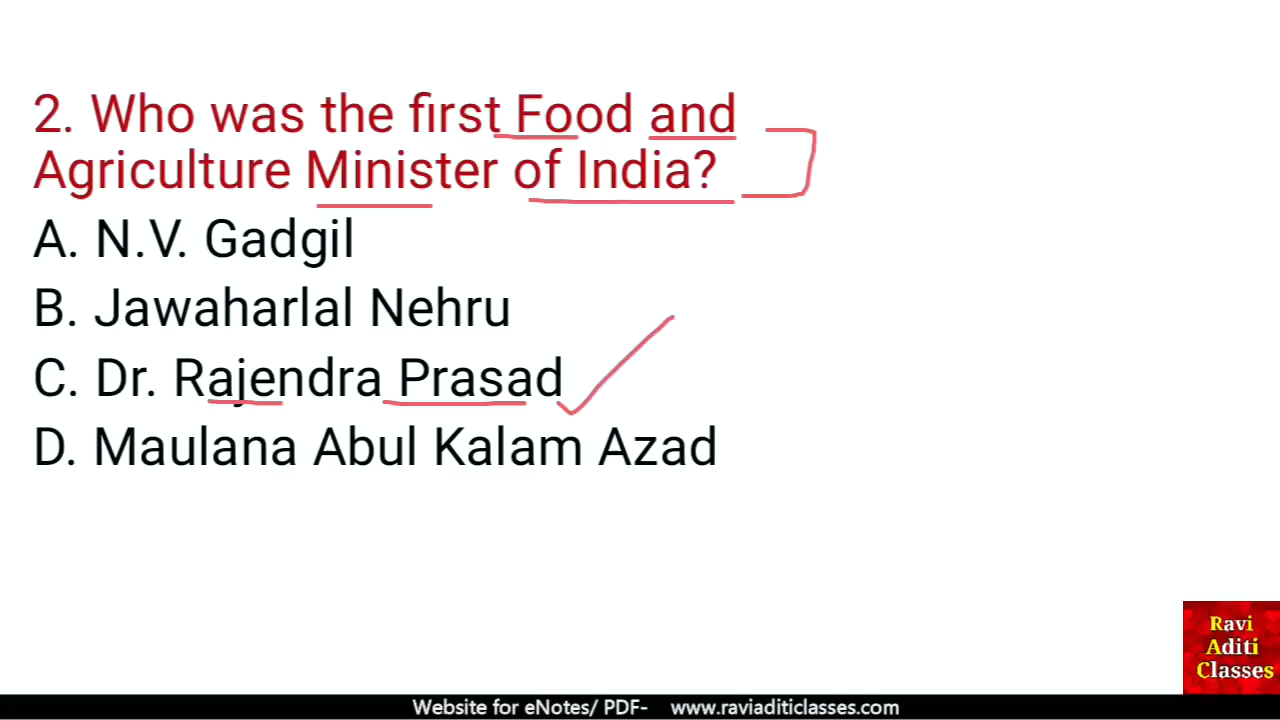 2. Who was the first Food and
Agriculture Minister of India?
A. N.V. Gadgil
B. Jawaharlal Nehru
C. Dr. Rajendra Prasad
D. Maulana Abul Kalam Azad
Ravi
Aditi
Classes
Website for eNotes/ PDF- www.raviaditiclasses.com